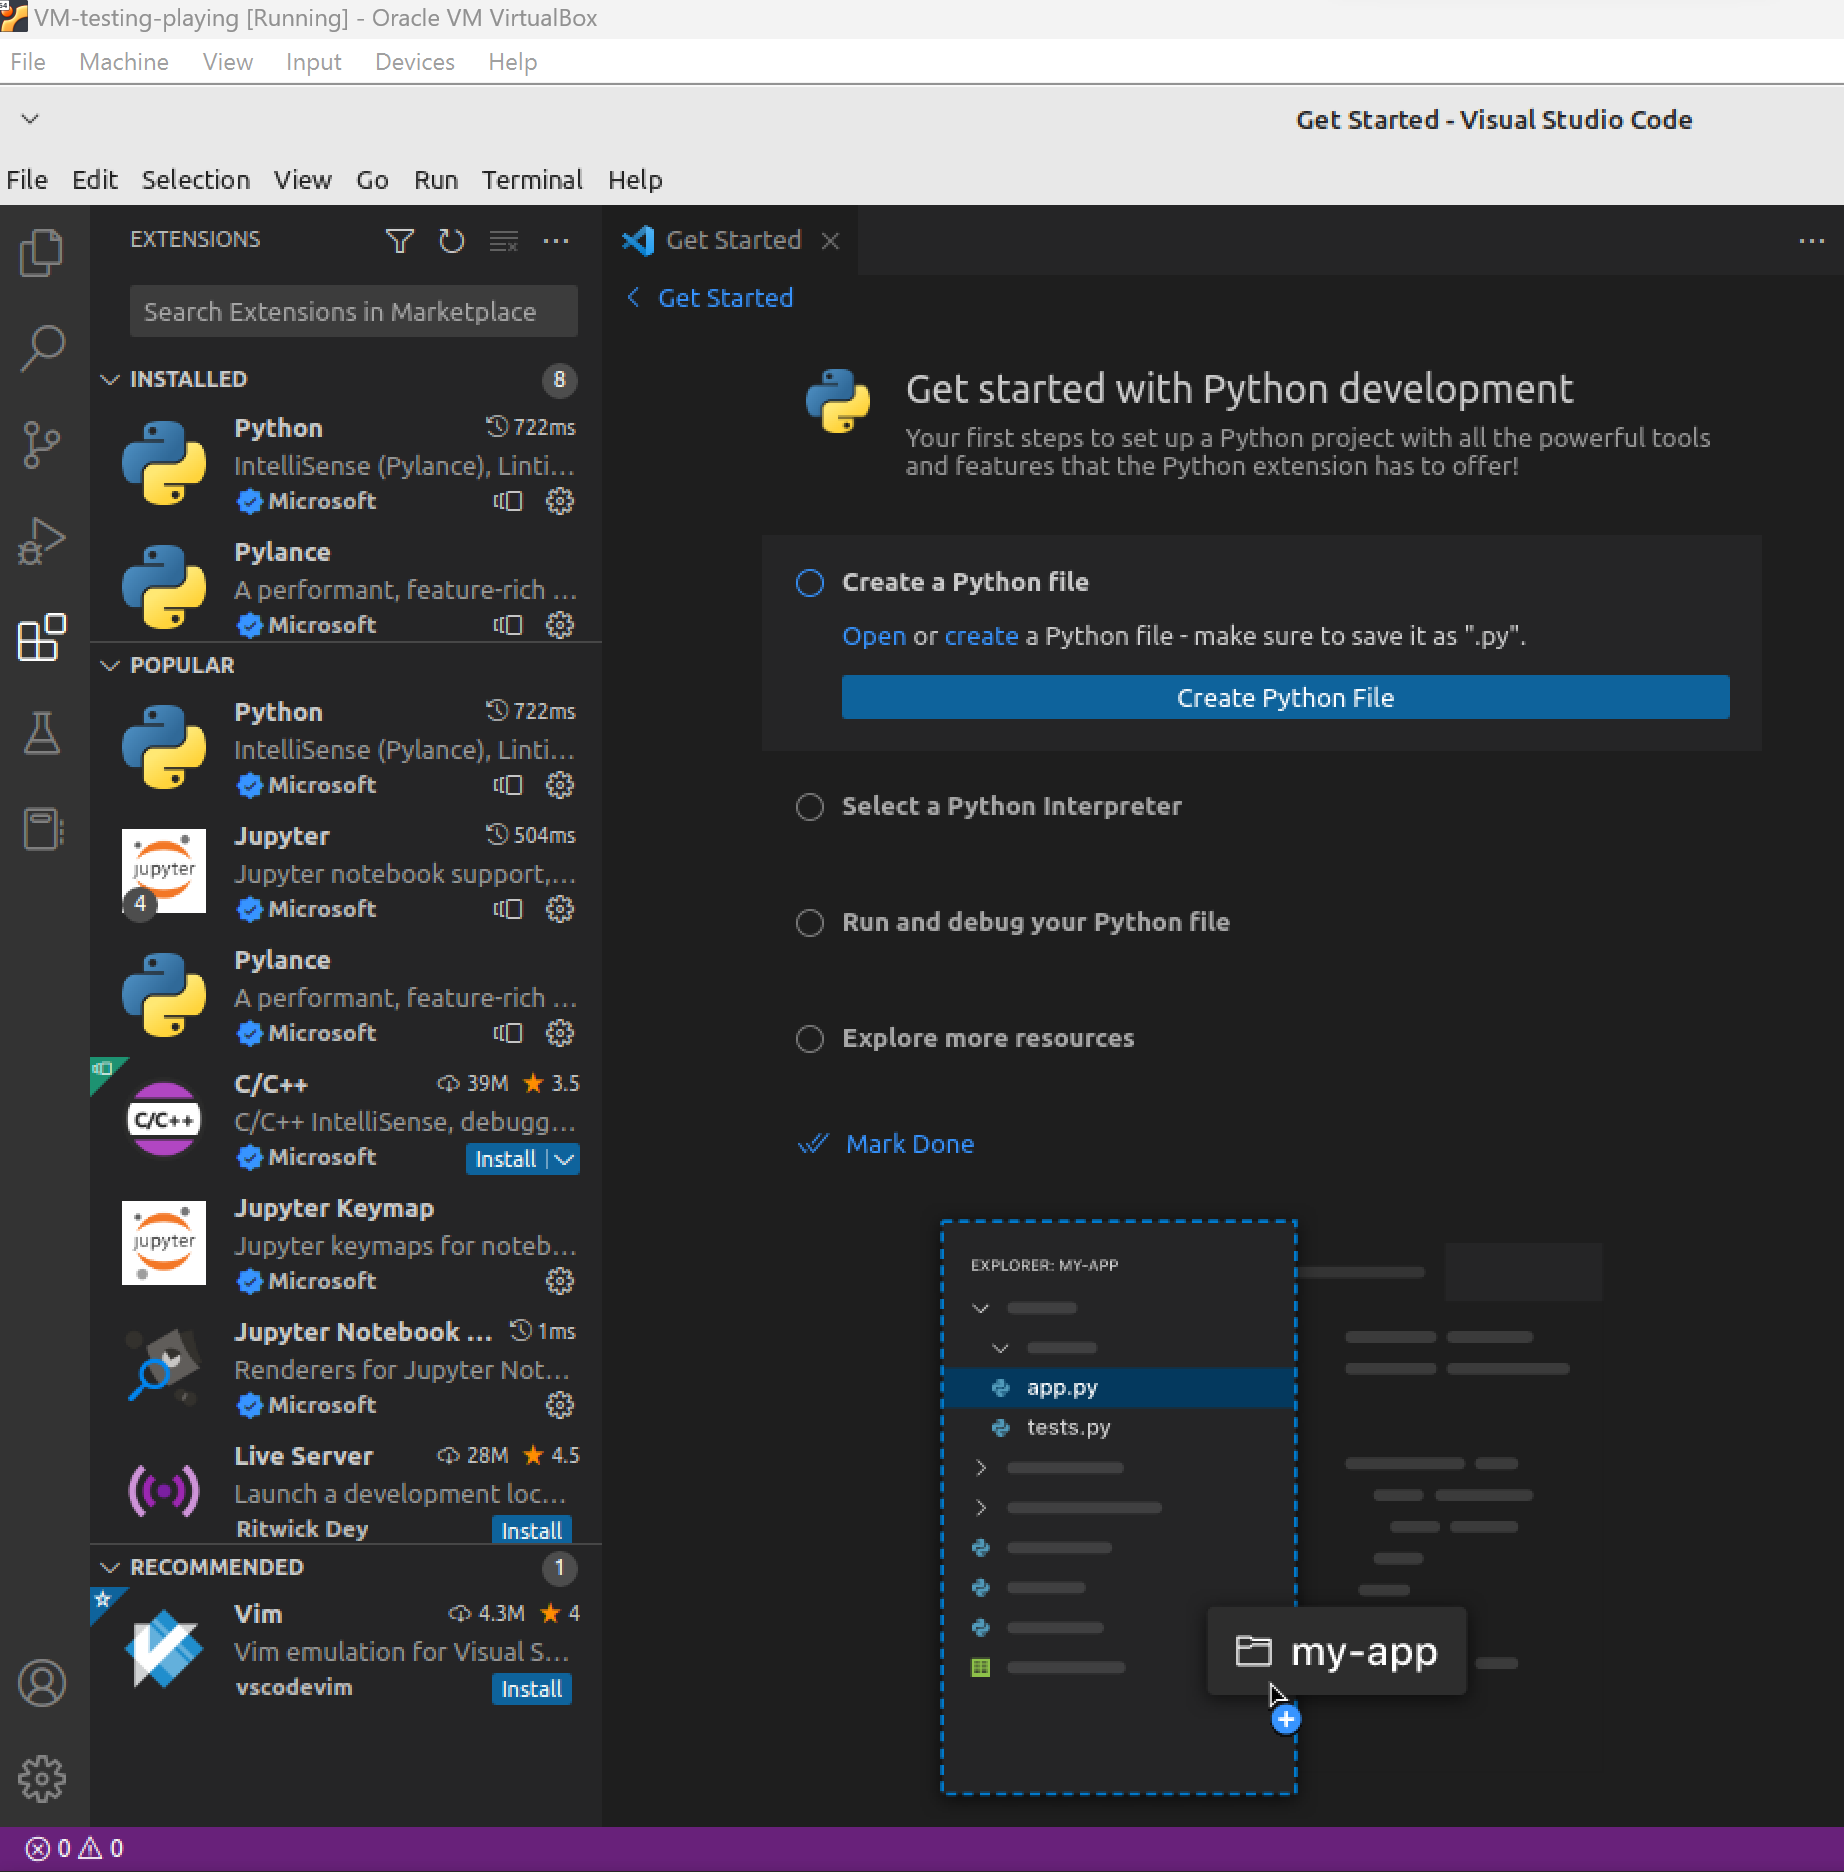 VM-testing-playing [Running] - Oracle VM VirtualBox
File Machine View Input Devices Help
Get Started - Visual Studio Code
File Edit Selection View Go Run Terminal Help
EXTENSIONS
Search Extensions in Marketplace
INSTALLED 8
Python 722ms
IntelliSense (Pylance), Linti...
Microsoft
Pylance
A performant, feature-rich ...
Microsoft
POPULAR
Python 722ms
IntelliSense (Pylance), Linti...
Microsoft
Jupyter 504ms
jupyter
Jupyter notebook support,...
4
Microsoft
Pylance
A performant, feature-rich ...
Microsoft
C/C++ 39M 3.5
C/C++
C/C++ IntelliSense, debugg...
Microsoft Install
Jupyter Keymap
jupyter
Jupyter keymaps for noteb...
Microsoft
Jupyter Notebook ... 1ms
Renderers for Jupyter Not...
Microsoft
Live Server 28M 4.5
Launch a development loc...
Ritwick Dey Install
RECOMMENDED 1
Vim 4.3M 4
Vim emulation for Visual S...
vscodevim Install
Get Started
Get Started
Get started with Python development
Your first steps to set up a Python project with all the powerful tools
and features that the Python extension has to offer!
Create a Python file
Open or create a Python file - make sure to save it as ".py".
Create Python File
Select a Python Interpreter
Run and debug your Python file
Explore more resources
Mark Done
EXPLORER: MY-APP
app.py
tests.py
my-app
0 0